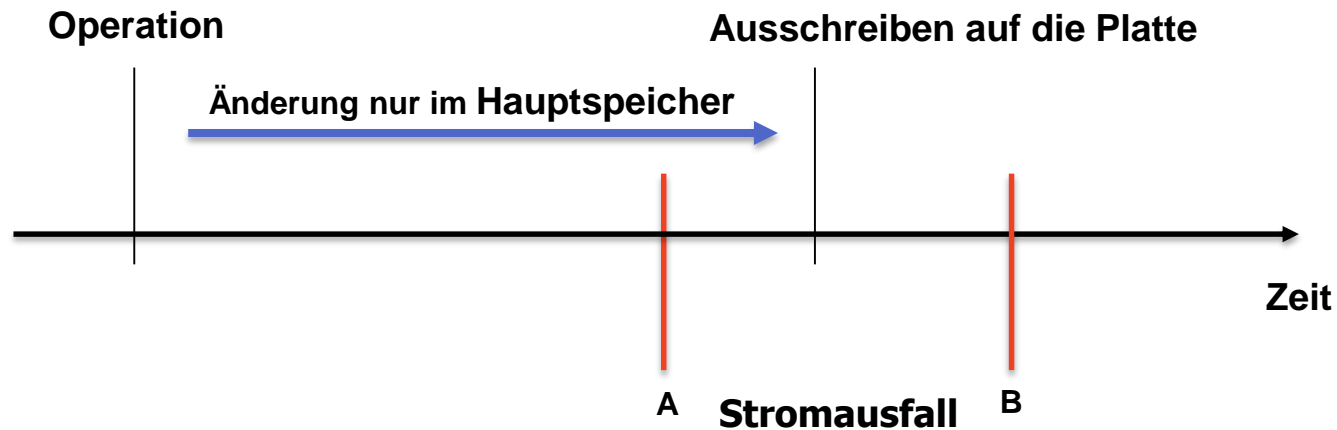 Operation
Ausschreiben auf die Platte
Änderung nur im Hauptspeicher
Zeit
A
Stromausfall
B